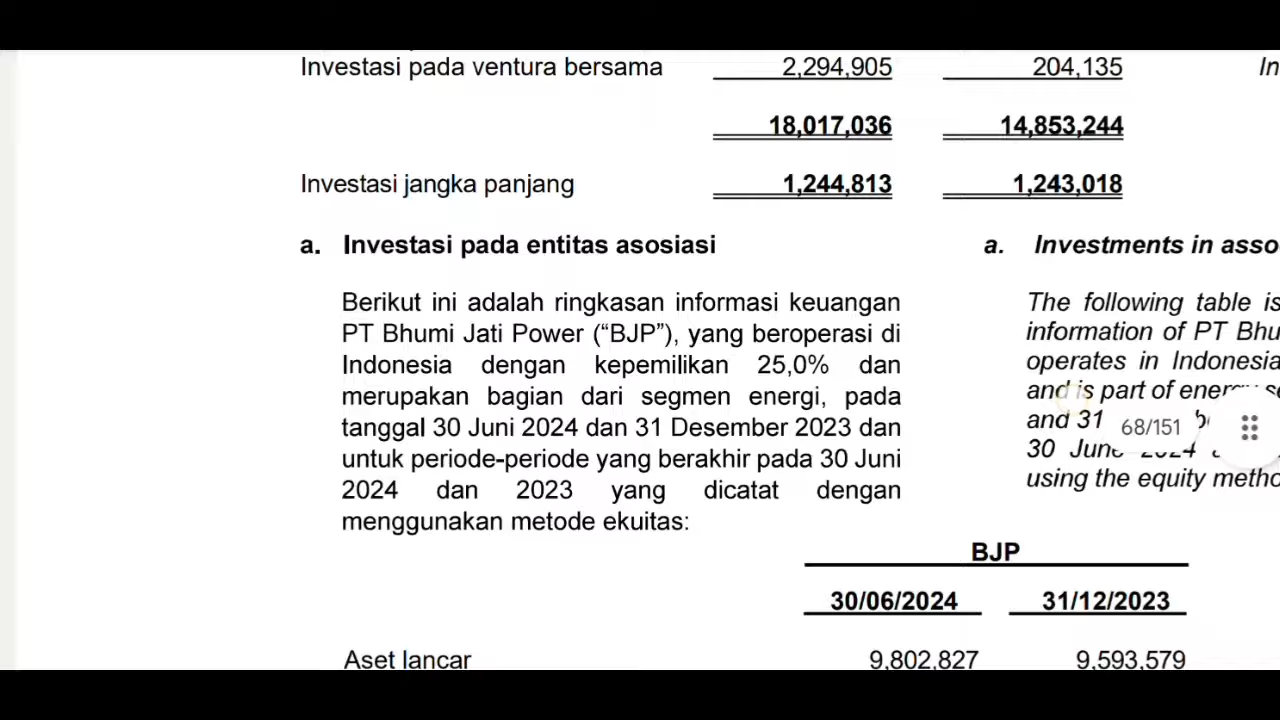 Investasi pada ventura bersama 2,294,905 204,135 In
18,017,036 14,853,244
Investasi jangka panjang 1,244,813 1,243,018
a. Investasi pada entitas asosiasi a. Investments in asso
Berikut ini adalah ringkasan informasi keuangan
PT Bhumi Jati Power (“BJP”), yang beroperasi di
Indonesia dengan kepemilikan 25,0% dan
merupakan bagian dari segmen energi, pada
tanggal 30 Juni 2024 dan 31 Desember 2023 dan
untuk periode-periode yang berakhir pada 30 Juni
2024 dan 2023 yang dicatat dengan
menggunakan metode ekuitas:
The following table is
information of PT Bhu
operates in Indonesia
and is part of energy se
and 31
30 June 2024
using the equity metho
68/151
BJP
30/06/2024 31/12/2023
Aset lancar 9,802,827 9,593,579